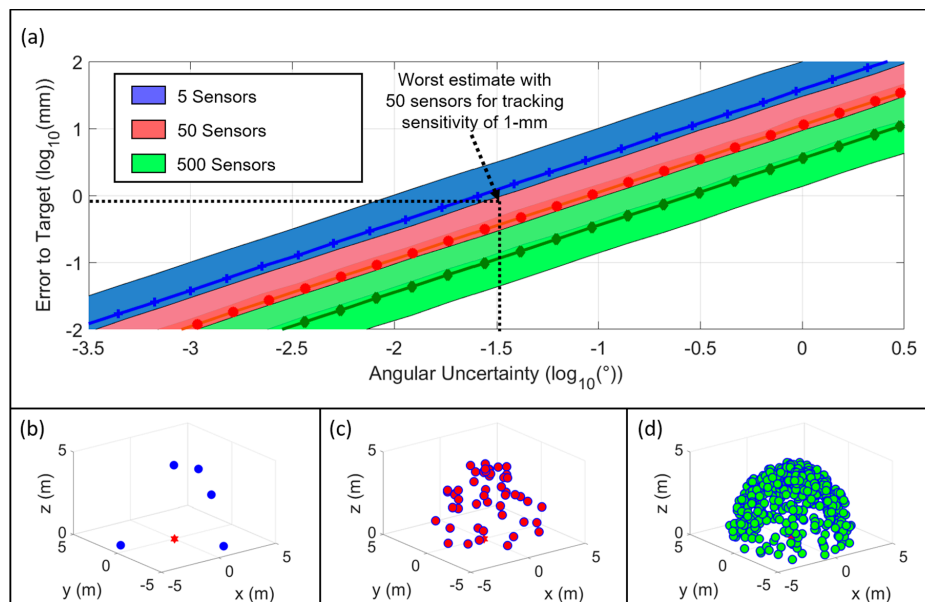 (a)
2
1
0
-1
-2
Error to Target (log10(mm))
5 Sensors
50 Sensors
500 Sensors
Worst estimate with
50 sensors for tracking
sensitivity of 1-mm
-3.5 -3 -2.5 -2 -1.5 -1 -0.5 0 0.5
Angular Uncertainty (log10(°))
(b)
5
z (m)
0
5
0
-5
y (m)
-5
0
5
x (m)
(c)
5
z (m)
0
5
0
-5
y (m)
-5
0
5
x (m)
(d)
5
z (m)
0
5
0
-5
y (m)
-5
0
5
x (m)